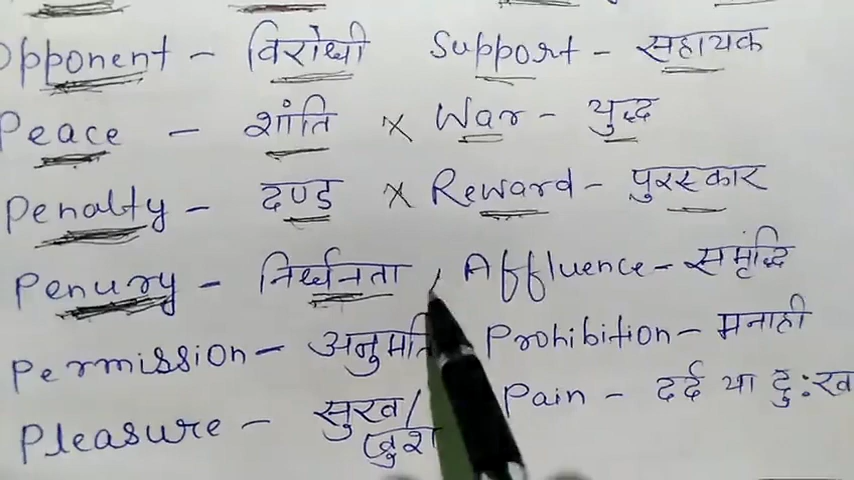 Opponent - विरोधी Support - सहायक
Peace - शांति × War - युद्ध
Penalty - दण्ड × Reward - पुरस्कार
Penury - निर्धनता , Affluence - समृद्धि
Permission - अनुमति Prohibition - मनाही
Pleasure - सुख/ Pain - दर्द या दु:ख